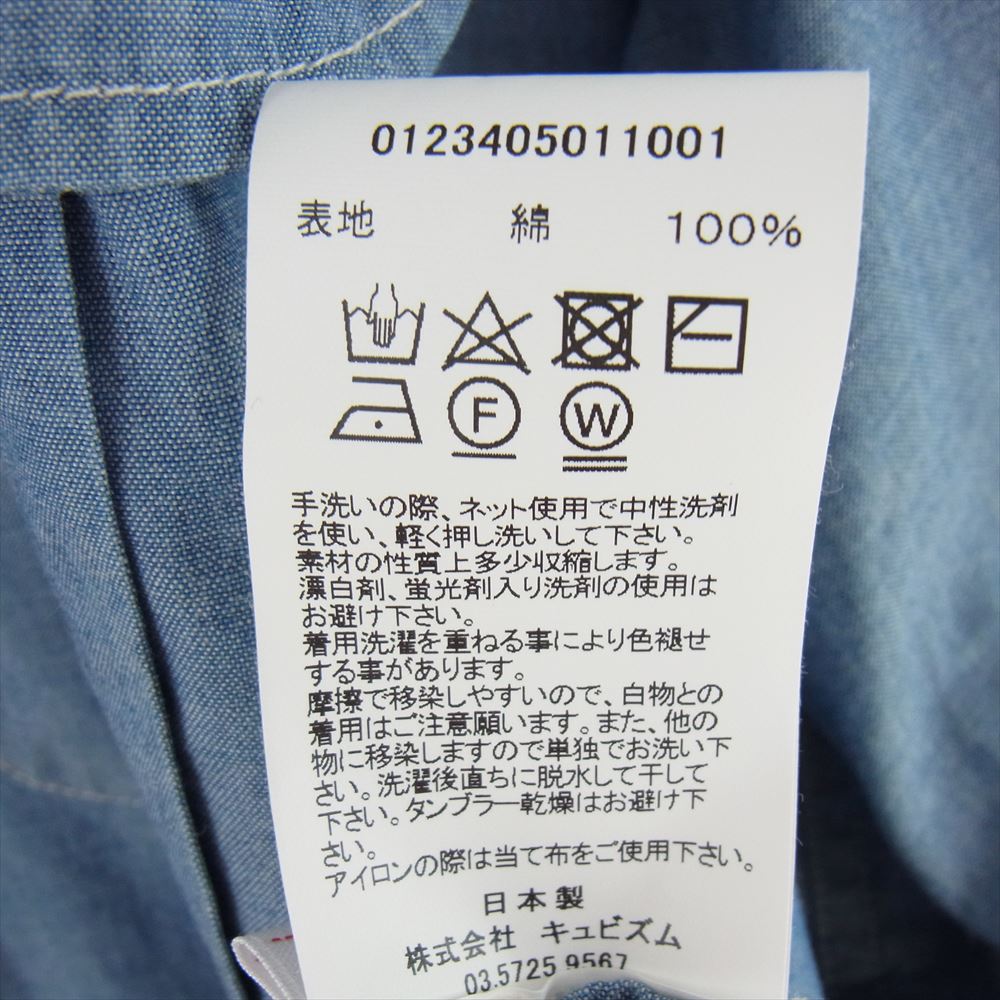 0123405011001
表地 綿 100%
F W
手洗いの際、ネット使用で中性洗剤
を使い、軽く押し洗いして下さい。
素材の性質上多少収縮します。
漂白剤、蛍光剤入り洗剤の使用は
お避け下さい。
着用洗濯を重ねる事により色褪せ
する事があります。
摩擦で移染しやすいので、白物との
着用はご注意願います。また、他の
物に移染しますので単独でお洗い下
さい。洗濯後直ちに脱水して干して
下さい。タンブラー乾燥はお避け下
さい。
アイロンの際は当て布をご使用下さい。
日本製
株式会社 キュビズム
03.5725 9567